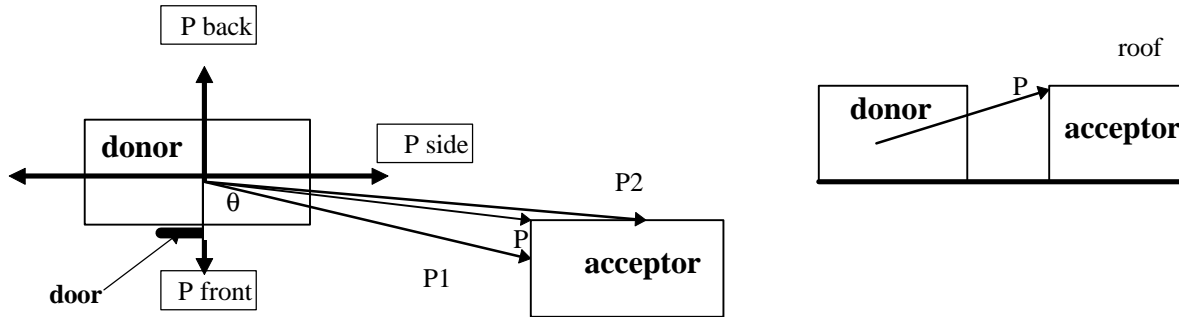 P back
donor
P side
θ
P2
P
acceptor
P1
door
P front
roof
P
donor
acceptor